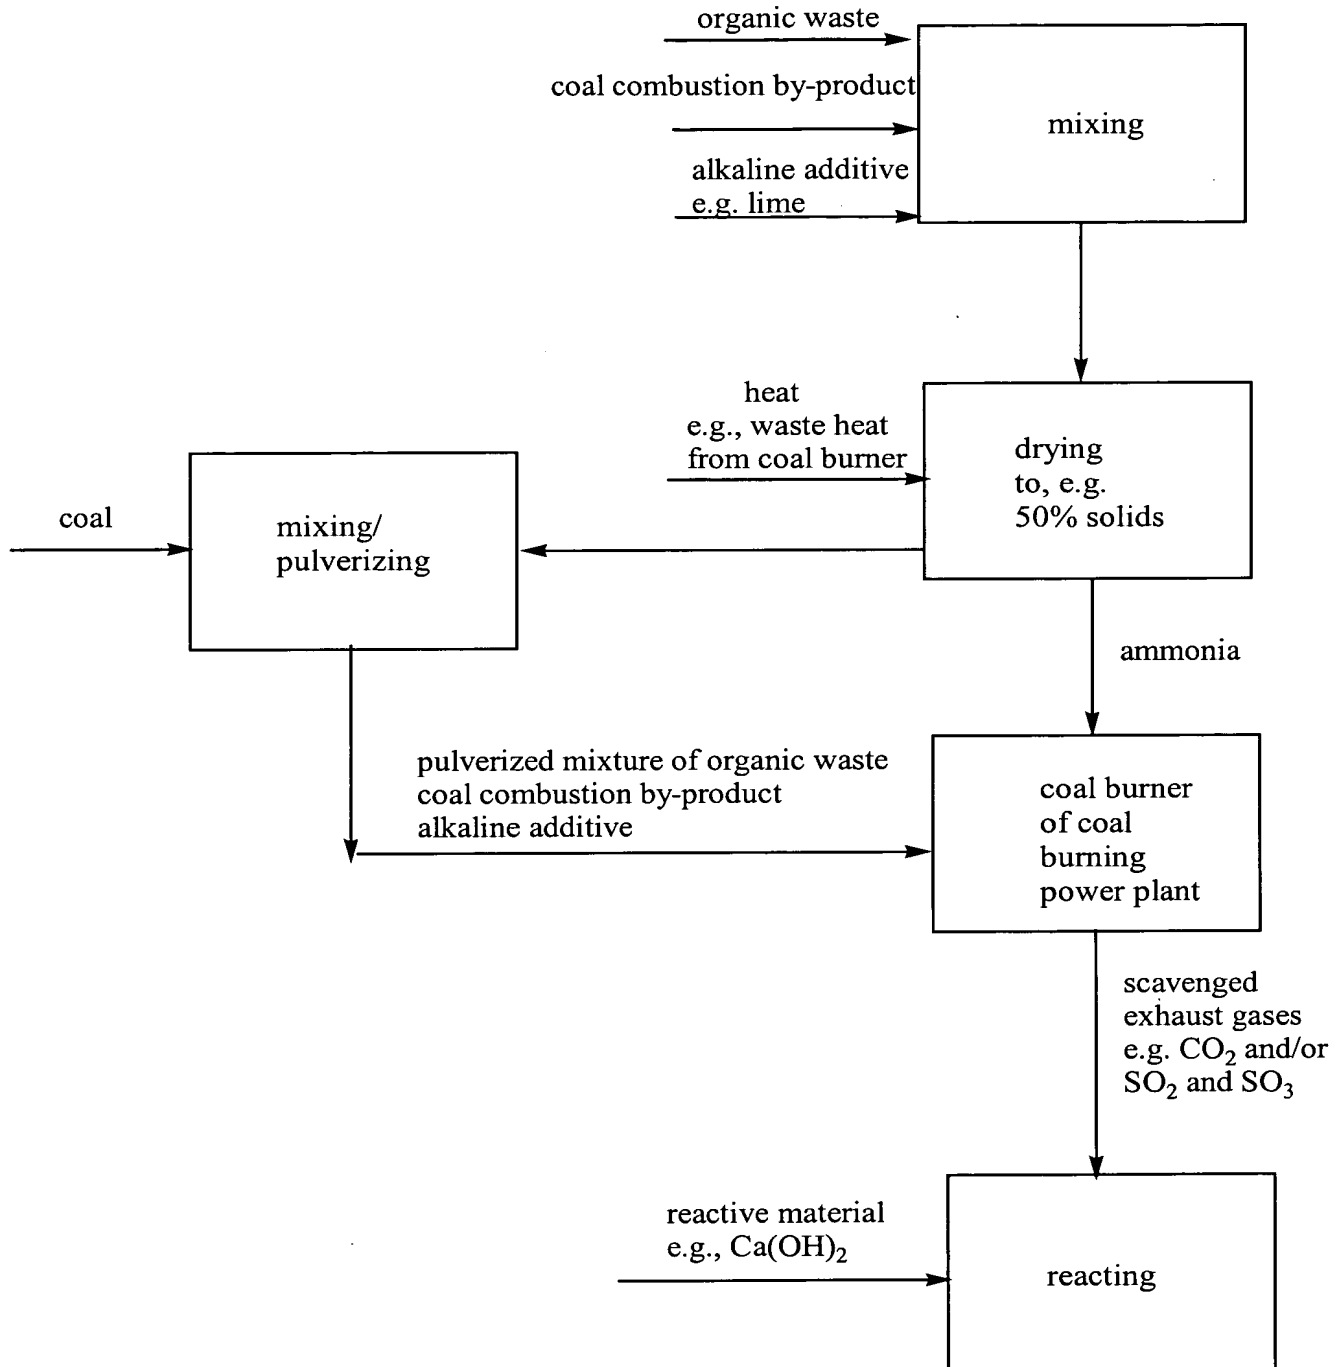 organic waste
coal combustion by-product
mixing
alkaline additive
e.g. lime
heat
e.g., waste heat
from coal burner
drying
to, e.g.
50% solids
coal
mixing/
pulverizing
ammonia
pulverized mixture of organic waste
coal combustion by-product
alkaline additive
coal burner
of coal
burning
power plant
scavenged
exhaust gases
e.g. CO₂ and/or
SO₂ and SO₃
reactive material
e.g., Ca(OH)₂
reacting